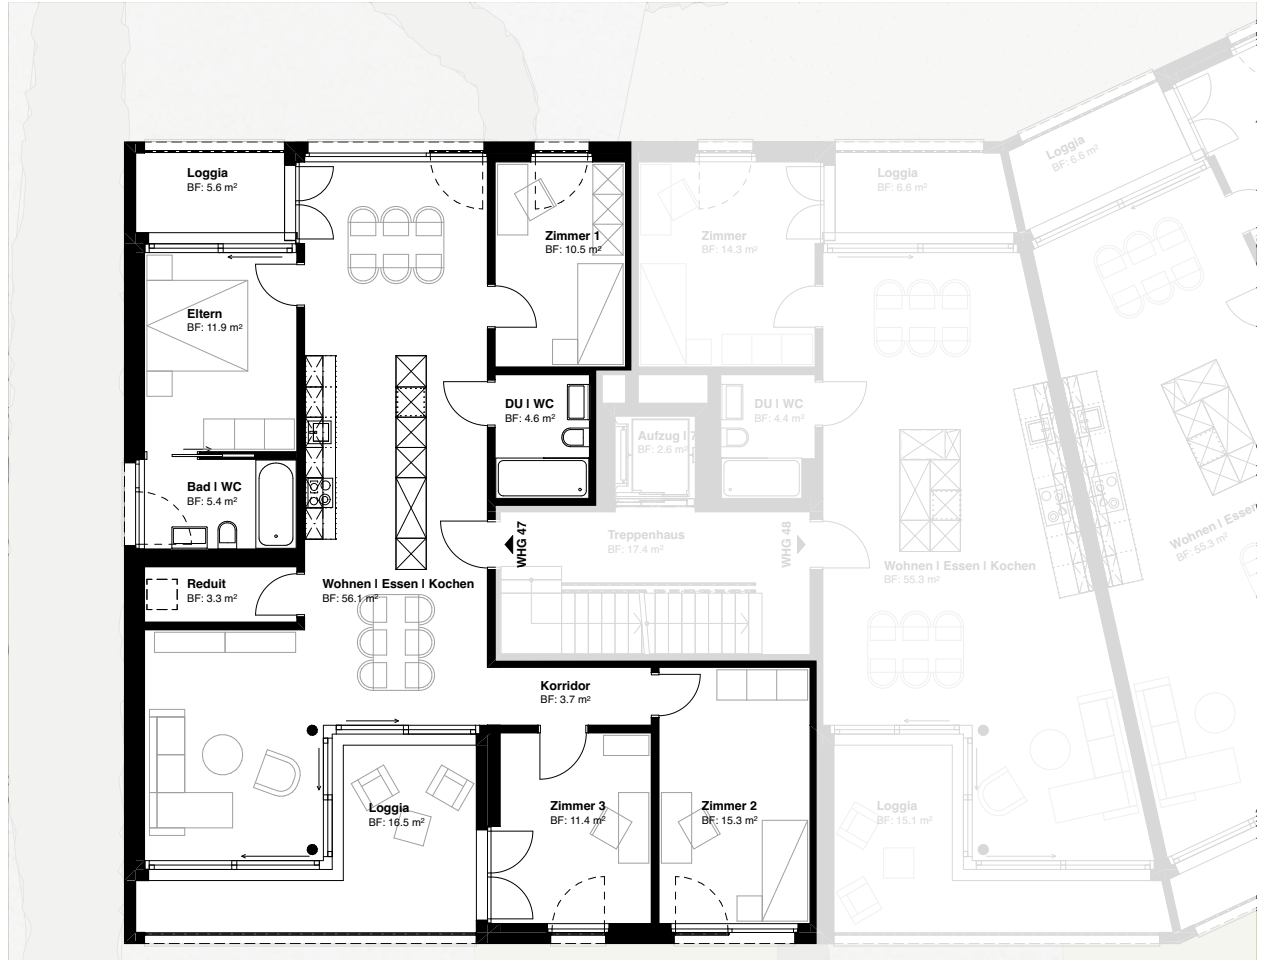 Loggia
BF: 5.6 m²
Zimmer 1
BF: 10.5 m²
Eltern
BF: 11.9 m²
DU I WC
BF: 4.6 m²
Bad I WC
BF: 5.4 m²
WHG 47
Reduit
BF: 3.3 m²
Wohnen I Essen I Kochen
BF: 56.1 m²
Korridor
BF: 3.7 m²
Loggia
BF: 16.5 m²
Zimmer 3
BF: 11.4 m²
Zimmer 2
BF: 15.3 m²
Zimmer
BF: 14.3 m²
Loggia
BF: 6.6 m²
Loggia
BF: 6.6 m²
Aufzug I 7
BF: 2.6 m²
DU I WC
BF: 4.4 m²
Treppenhaus
BF: 17.4 m²
WHG 48
Wohnen I Essen I Kochen
BF: 55.3 m²
Wohnen I Essen
BF: 55.3 m²
Loggia
BF: 15.1 m²